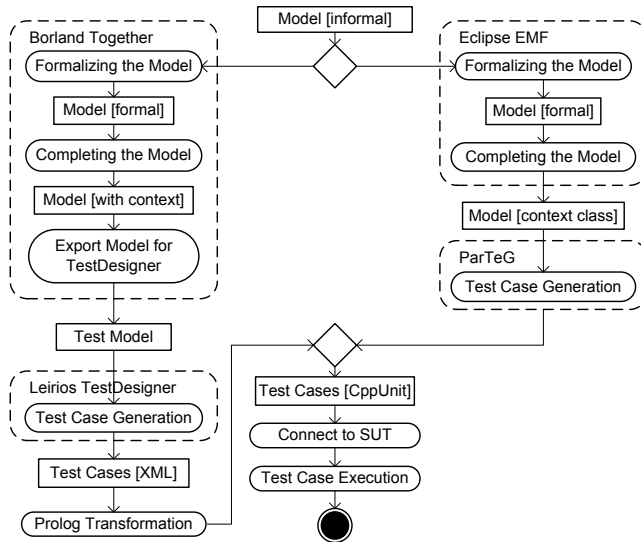 Model [informal]
Borland Together
Formalizing the Model
Model [formal]
Completing the Model
Model [with context]
Export Model for
TestDesigner
Test Model
Leirios TestDesigner
Test Case Generation
Test Cases [XML]
Prolog Transformation
Eclipse EMF
Formalizing the Model
Model [formal]
Completing the Model
Model [context class]
ParTeG
Test Case Generation
Test Cases [CppUnit]
Connect to SUT
Test Case Execution